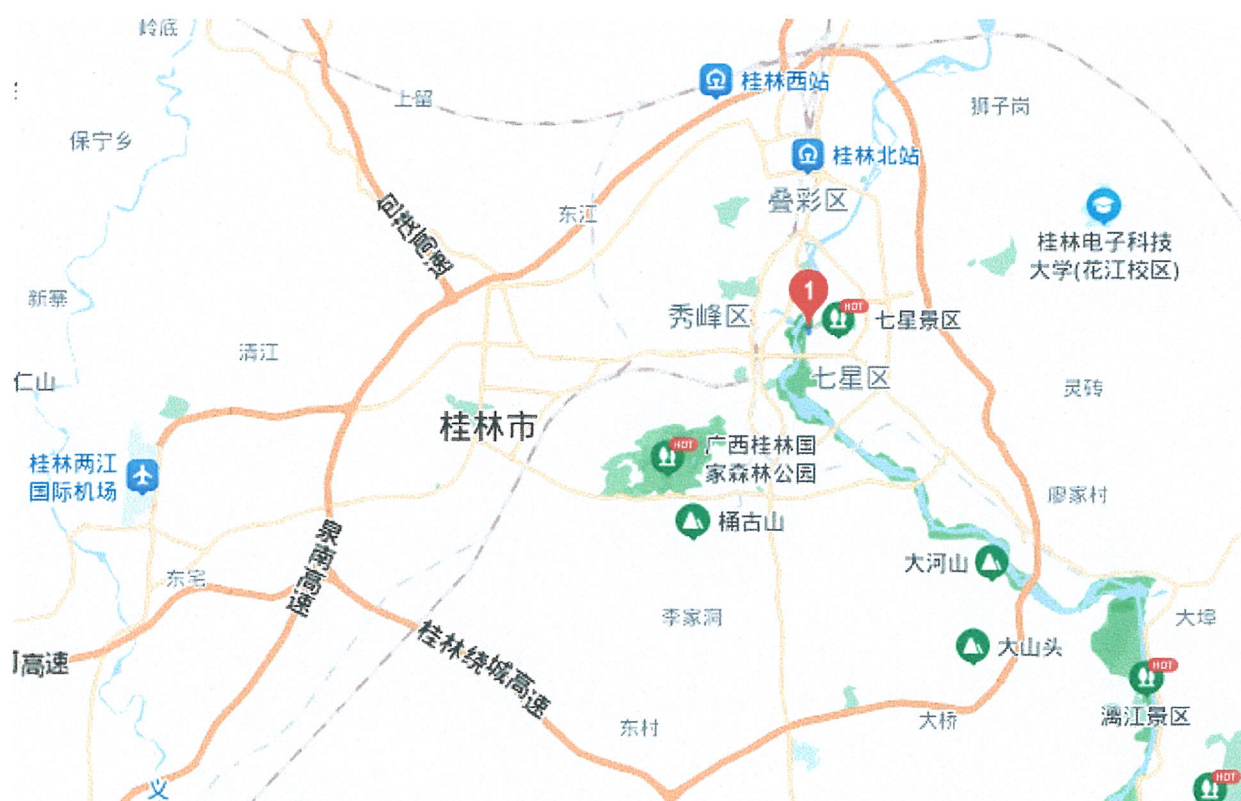 岭底
桂林西站
上留
狮子岗
保宁乡
桂林北站
叠彩区
包茂高速
东江
桂林电子科技
大学(花江校区)
新寨
1
HOT
秀峰区
七星景区
清江
仁山
七星区
灵砖
桂林市
HOT
广西桂林国
家森林公园
桂林两江
国际机场
廖家村
桶古山
泉南高速
大河山
东宅
李家洞
大埠
桂林绕城高速
大山头
高速
HOT
漓江景区
东村
大桥
义
HOT